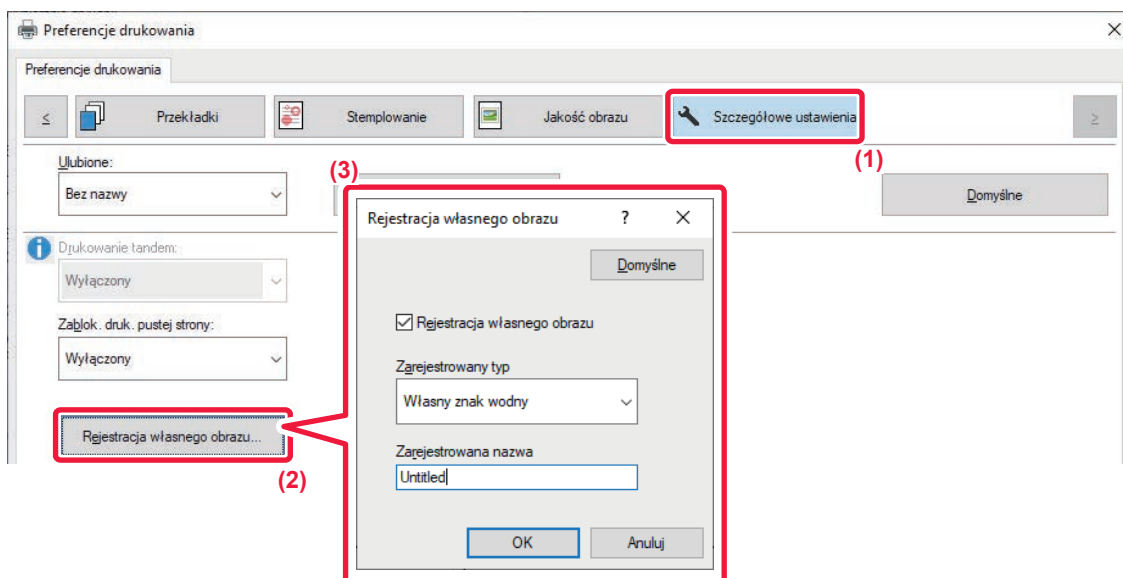 Preferencje drukowania
Preferencje drukowania
<
Przekładki
Stemplowanie
Jakość obrazu
Szczegółowe ustawienia
>
(1)
Ulubione:
Bez nazwy
(3)
Domyślne
Rejestracja własnego obrazu
?
Domyślne
Drukowanie tandem:
Wyłączony
Rejestracja własnego obrazu
Zablok. druk. pustej strony:
Wyłączony
Zarejestrowany typ
Własny znak wodny
Rejestracja własnego obrazu...
(2)
Zarejestrowana nazwa
Untitled
OK
Anuluj